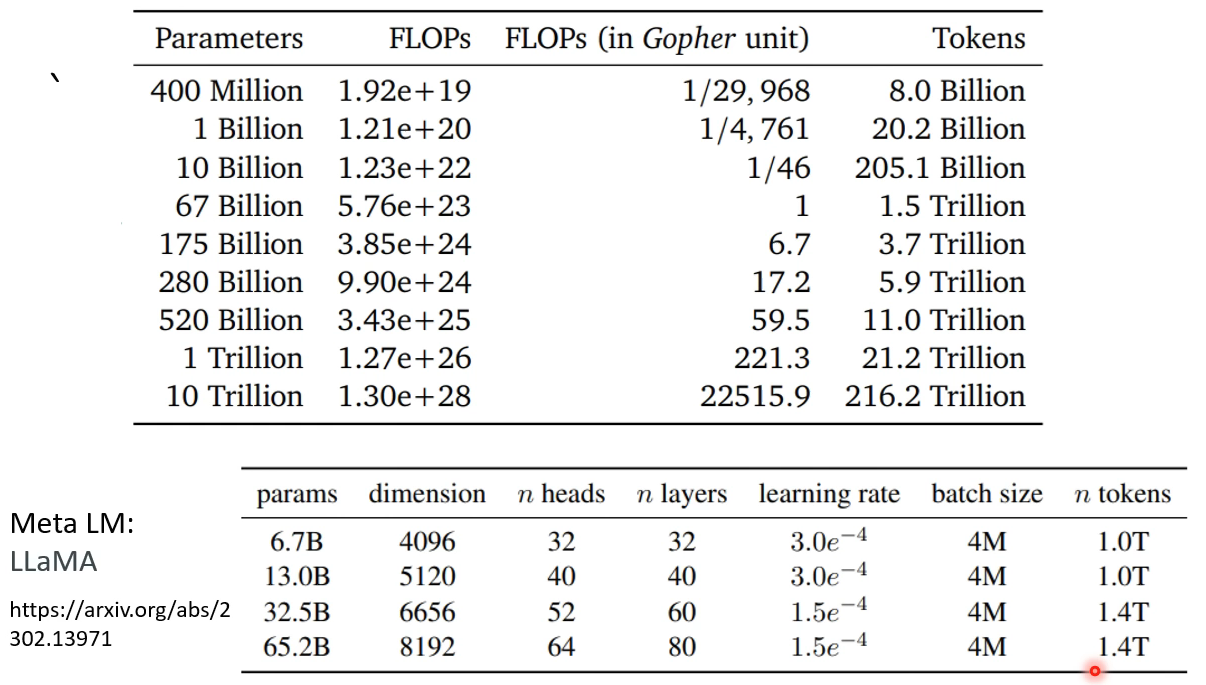 Parameters FLOPs FLOPs (in Gopher unit) Tokens
`
400 Million 1.92e+19 1/29, 968 8.0 Billion
1 Billion 1.21e+20 1/4, 761 20.2 Billion
10 Billion 1.23e+22 1/46 205.1 Billion
67 Billion 5.76e+23 1 1.5 Trillion
175 Billion 3.85e+24 6.7 3.7 Trillion
280 Billion 9.90e+24 17.2 5.9 Trillion
520 Billion 3.43e+25 59.5 11.0 Trillion
1 Trillion 1.27e+26 221.3 21.2 Trillion
10 Trillion 1.30e+28 22515.9 216.2 Trillion
Meta LM:
LLaMA
https://arxiv.org/abs/2
302.13971
params dimension n heads n layers learning rate batch size n tokens
6.7B 4096 32 32 3.0e⁻⁴ 4M 1.0T
13.0B 5120 40 40 3.0e⁻⁴ 4M 1.0T
32.5B 6656 52 60 1.5e⁻⁴ 4M 1.4T
65.2B 8192 64 80 1.5e⁻⁴ 4M 1.4T